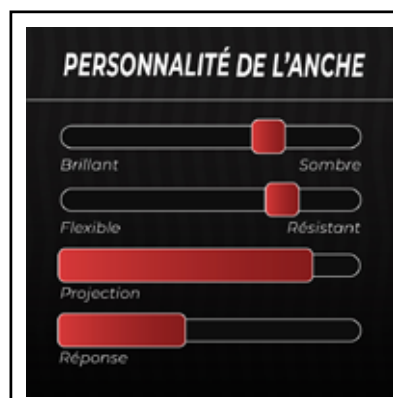 PERSONNALITÉ DE L'ANCHE
Brillant Sombre
Flexible Résistant
Projection
Réponse